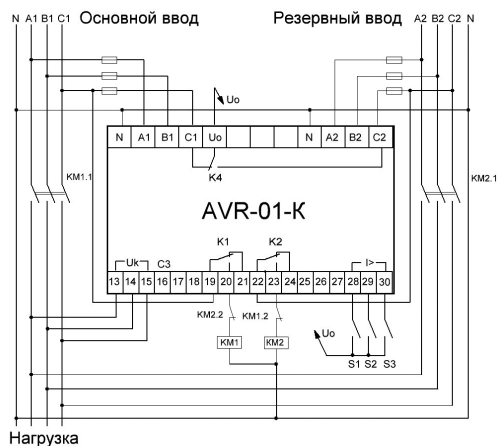 N A1 B1 C1 Основной ввод Резервный ввод A2 B2 C2 N
Uo
N A1 B1 C1 Uo N A2 B2 C2
K4
KM1.1
KM2.1
AVR-01-К
K1 K2
Uk C3 I>
13 14 15 16 17 18 19 20 21 22 23 24 25 26 27 28 29 30
KM2.2 KM1.2
Uo
KM1 KM2
S1 S2 S3
Нагрузка